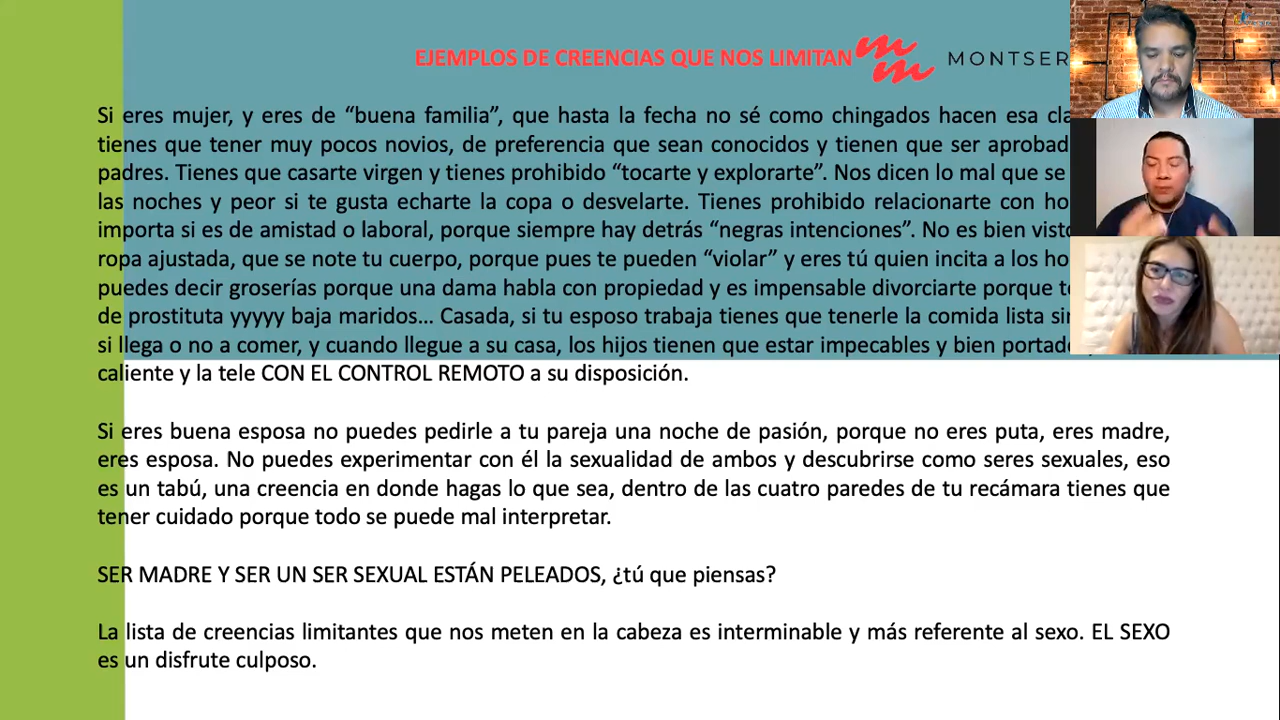 EJEMPLOS DE CREENCIAS QUE NOS LIMITAN
MONTSER
Si eres mujer, y eres de “buena familia”, que hasta la fecha no sé como chingados hacen esa
tienes que tener muy pocos novios, de preferencia que sean conocidos y tienen que ser
padres. Tienes que casarte virgen y tienes prohibido “tocarte y explorarte”. Nos dicen lo mal que se
las noches y peor si te gusta echarte la copa o desvelarte. Tienes prohibido relacionarte con
importa si es de amistad o laboral, porque siempre hay detrás “negras intenciones”. No es bien
ropa ajustada, que se note tu cuerpo, porque pues te pueden “violar” y eres tú quien incita a los
puedes decir groserías porque una dama habla con propiedad y es impensable divorciarte porque
de prostituta yyyyy baja maridos... Casada, si tu esposo trabaja tienes que tenerle la comida lista
si llega o no a comer, y cuando llegue a su casa, los hijos tienen que estar impecables y bien
caliente y la tele CON EL CONTROL REMOTO a su disposición.
Si eres buena esposa no puedes pedirle a tu pareja una noche de pasión, porque no eres puta, eres madre,
eres esposa. No puedes experimentar con él la sexualidad de ambos y descubrirse como seres sexuales, eso
es un tabú, una creencia en donde hagas lo que sea, dentro de las cuatro paredes de tu recámara tienes que
tener cuidado porque todo se puede mal interpretar.
SER MADRE Y SER UN SER SEXUAL ESTÁN PELEADOS, ¿tú que piensas?
La lista de creencias limitantes que nos meten en la cabeza es interminable y más referente al sexo. EL SEXO
es un disfrute culposo.